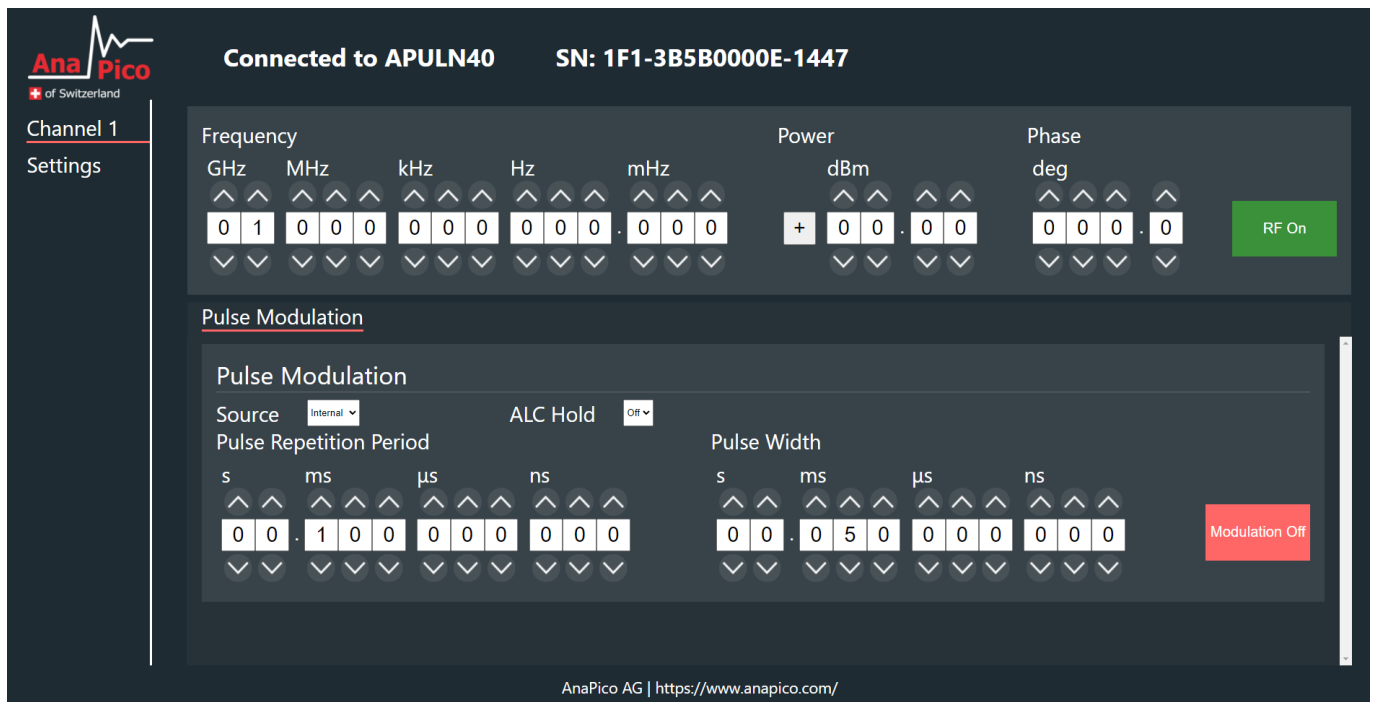 Ana Pico
of Switzerland
Connected to APULN40 SN: 1F1-3B5B0000E-1447
Channel 1
Settings
Frequency Power Phase
GHz MHz kHz Hz mHz dBm deg
0 1 0 0 0 0 0 0 0 0 0 . 0 0 0 + 0 0 . 0 0 0 0 0 . 0 RF On
Pulse Modulation
Pulse Modulation
Source Internal ALC Hold Off
Pulse Repetition Period Pulse Width
s ms µs ns s ms µs ns
0 0 . 1 0 0 0 0 0 0 0 0 0 0 . 0 5 0 0 0 0 0 0 0 Modulation Off
AnaPico AG | https://www.anapico.com/